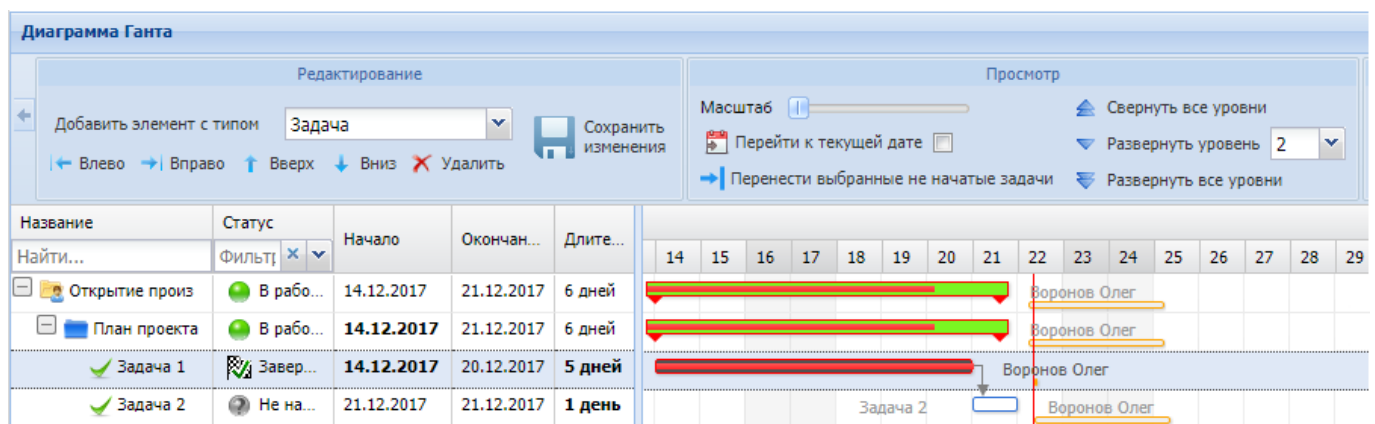 Диаграмма Ганта
Редактирование
Просмотр
Добавить элемент с типом Задача
Сохранить изменения
Влево Вправо Вверх Вниз Удалить
Масштаб
Перейти к текущей дате
Перенести выбранные не начатые задачи
Свернуть все уровни
Развернуть уровень 2
Развернуть все уровни
Название Статус Начало Окончан... Длите...
Найти... Фильтр
14 15 16 17 18 19 20 21 22 23 24 25 26 27 28 29
Открытие произ В рабо... 14.12.2017 21.12.2017 6 дней Воронов Олег
План проекта В рабо... 14.12.2017 21.12.2017 6 дней Воронов Олег
Задача 1 Завер... 14.12.2017 20.12.2017 5 дней Воронов Олег
Задача 2 Не на... 21.12.2017 21.12.2017 1 день Задача 2 Воронов Олег